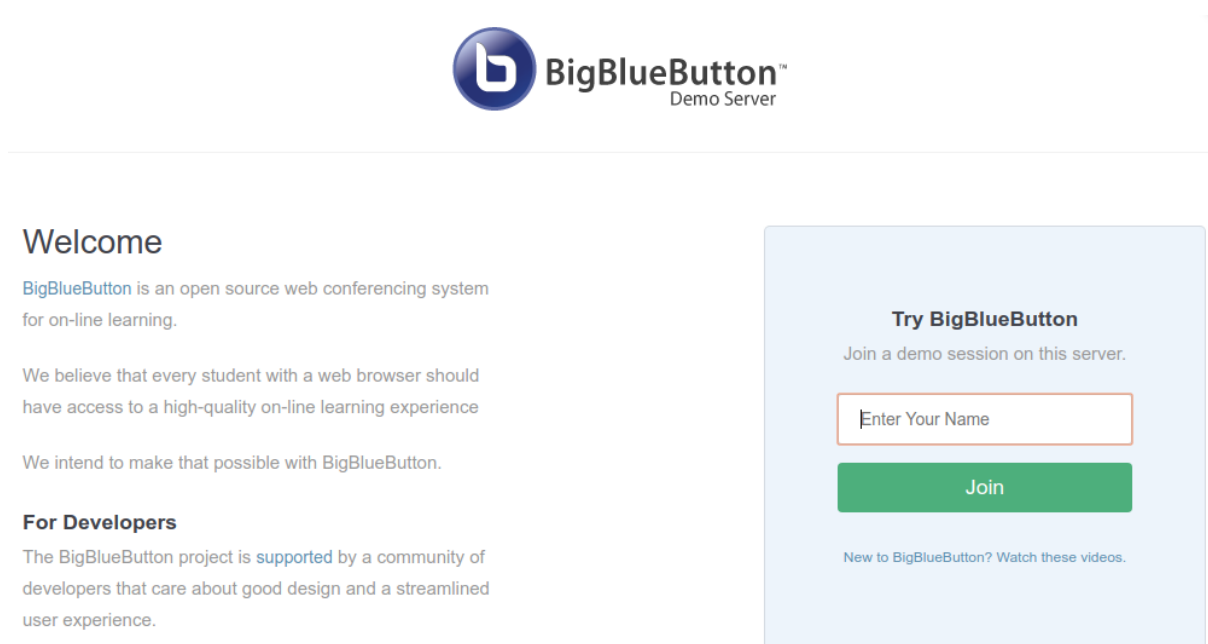 BigBlueButton™
Demo Server
Welcome
BigBlueButton is an open source web conferencing system
for on-line learning.
We believe that every student with a web browser should
have access to a high-quality on-line learning experience
We intend to make that possible with BigBlueButton.
For Developers
The BigBlueButton project is supported by a community of
developers that care about good design and a streamlined
user experience.
Try BigBlueButton
Join a demo session on this server.
Enter Your Name
Join
New to BigBlueButton? Watch these videos.